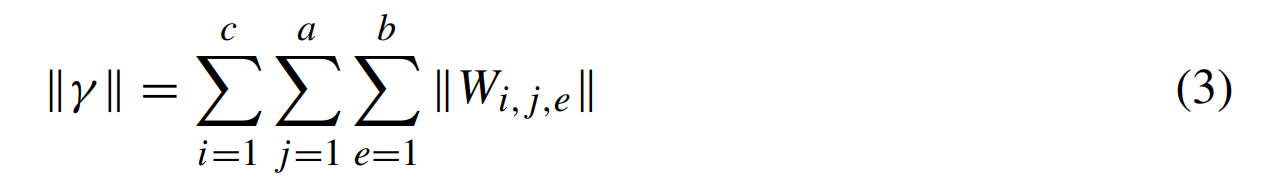 ‖γ‖ = ∑_{i=1}^{c} ∑_{j=1}^{a} ∑_{e=1}^{b} ‖W_{i,j,e}‖ (3)